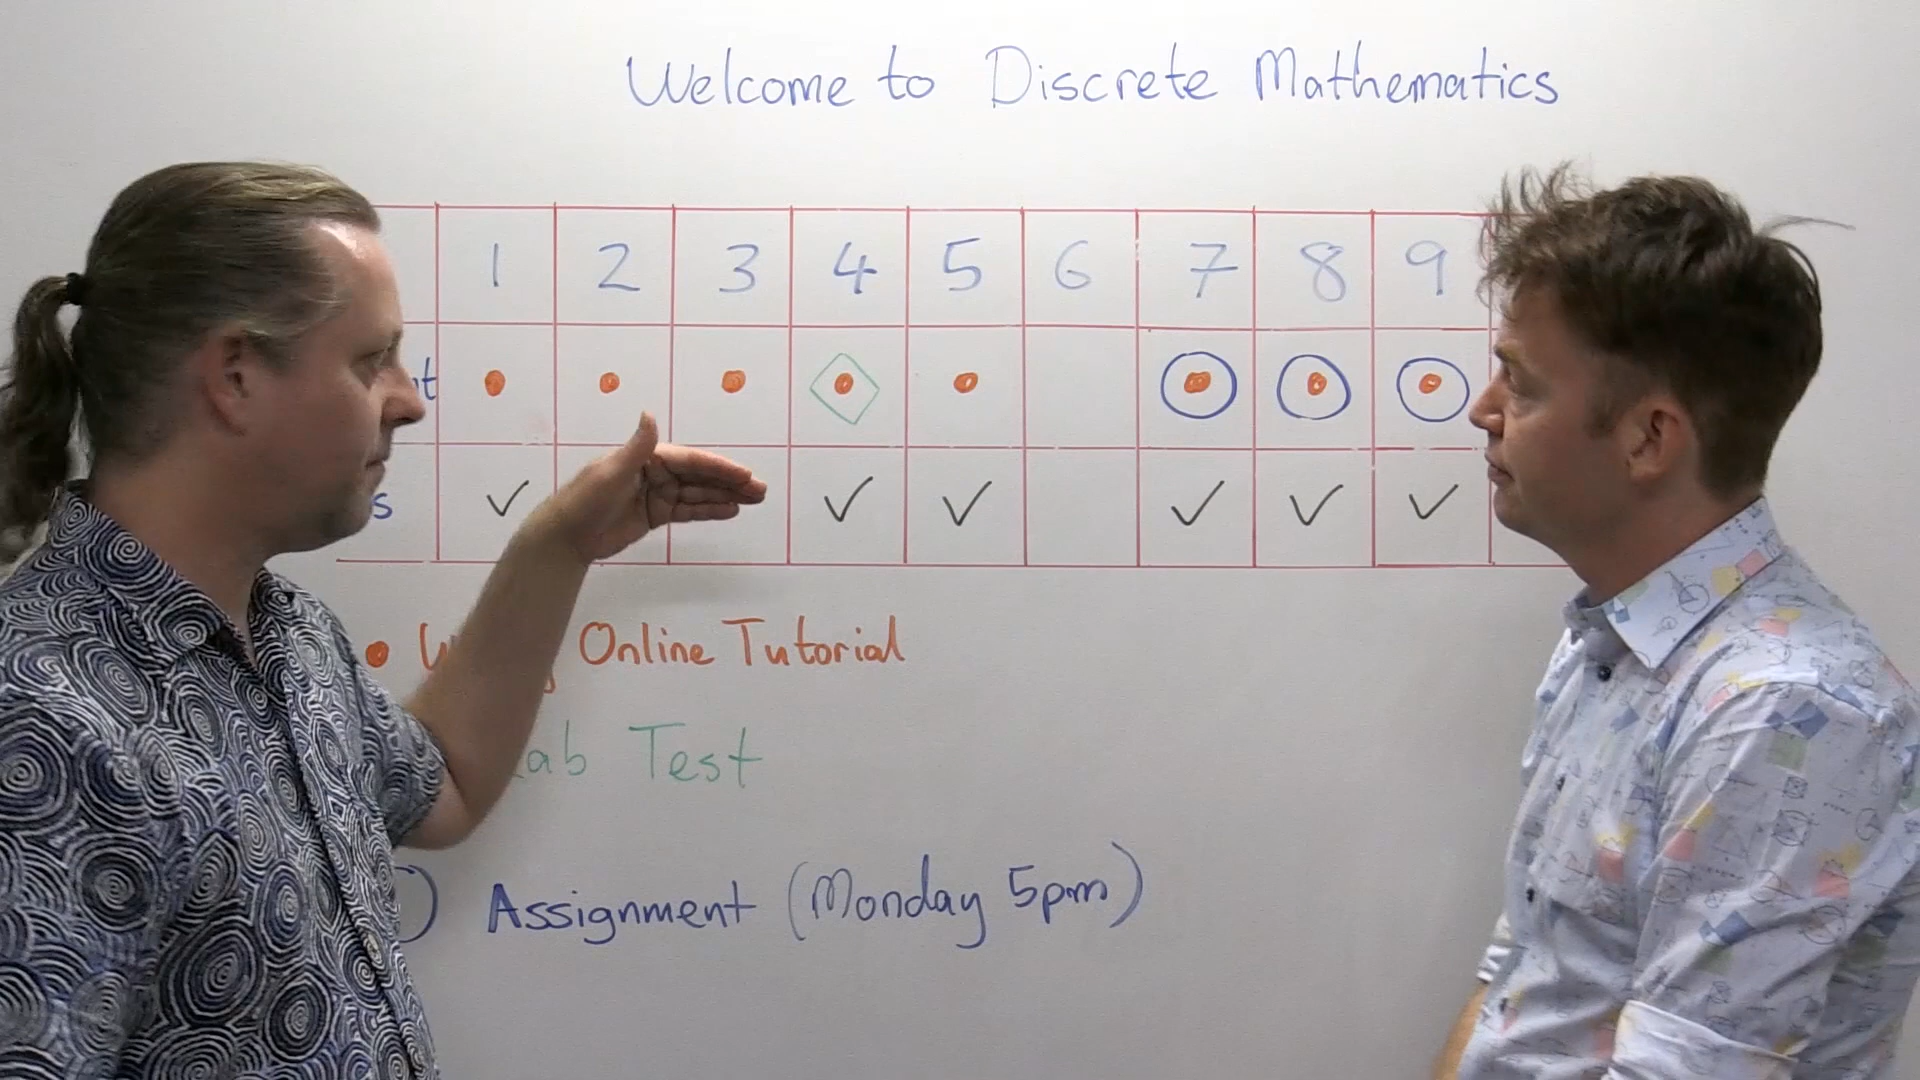 Welcome to Discrete Mathematics
1 2 3 4 5 6 7 8 9
Online Tutorial
Test
Assignment (Monday 5pm)